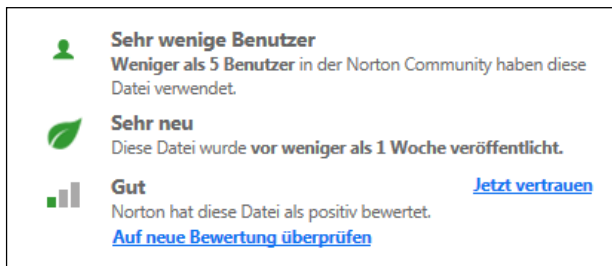 Sehr wenige Benutzer
Weniger als 5 Benutzer in der Norton Community haben diese
Datei verwendet.
Sehr neu
Diese Datei wurde vor weniger als 1 Woche veröffentlicht.
Gut Jetzt vertrauen
Norton hat diese Datei als positiv bewertet.
Auf neue Bewertung überprüfen